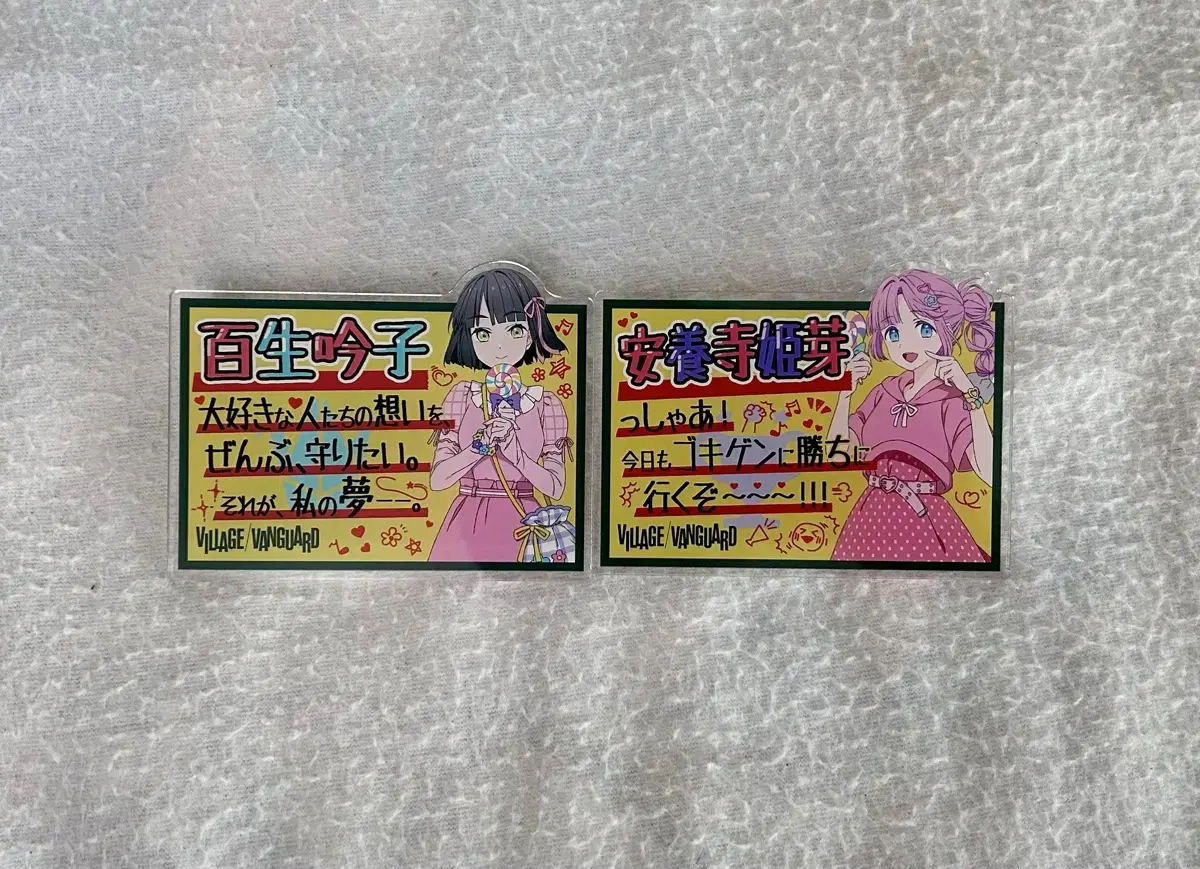 百生吟子
大好きな人たちの想いを、
ぜんぶ、守りたい。
それが、私の夢——。
VILLAGE/VANGUARD
安養寺姫芽
っしゃあ!
今日もゴキゲンに勝ちに
行くぞ〜〜〜!!!
VILLAGE/VANGUARD